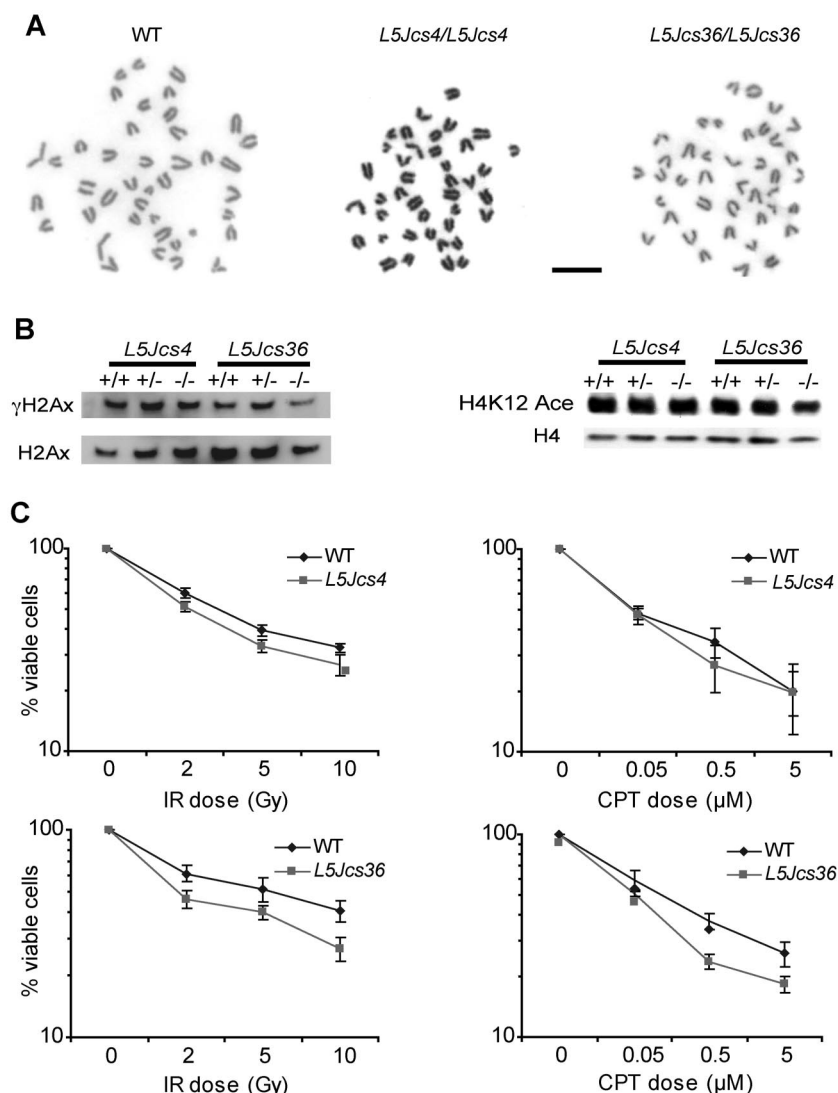 A
WT
L5Jcs4/L5Jcs4
L5Jcs36/L5Jcs36
B
L5Jcs4 L5Jcs36
+/+ +/- -/- +/+ +/- -/-
γH2Ax
H2Ax
L5Jcs4 L5Jcs36
+/+ +/- -/- +/+ +/- -/-
H4K12 Ace
H4
C
100
10
% viable cells
WT
L5Jcs4
0 2 5 10
IR dose (Gy)
100
10
WT
L5Jcs4
0 0.05 0.5 5
CPT dose (µM)
100
10
% viable cells
WT
L5Jcs36
0 2 5 10
IR dose (Gy)
100
10
WT
L5Jcs36
0 0.05 0.5 5
CPT dose (µM)